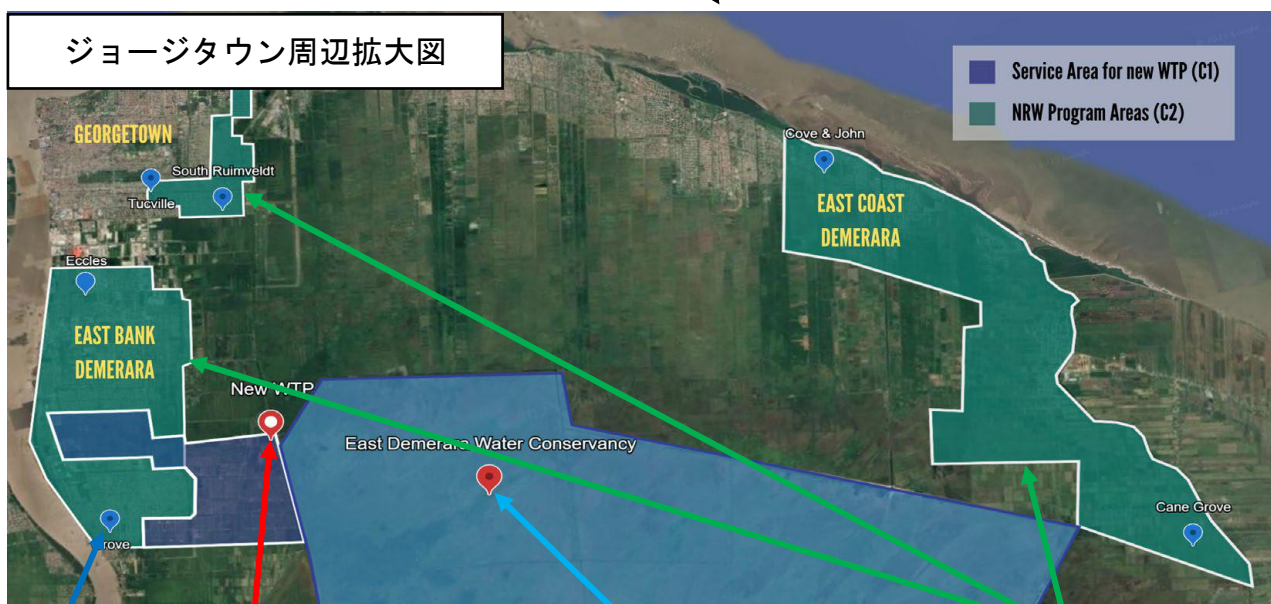 ジョージタウン周辺拡大図
Service Area for new WTP (C1)
NRW Program Areas (C2)
GEORGETOWN
Cove & John
South Ruimveldt
Tucville
EAST COAST
DEMERARA
Eccles
EAST BANK
DEMERARA
New WTP
East Demerara Water Conservancy
Cane Grove